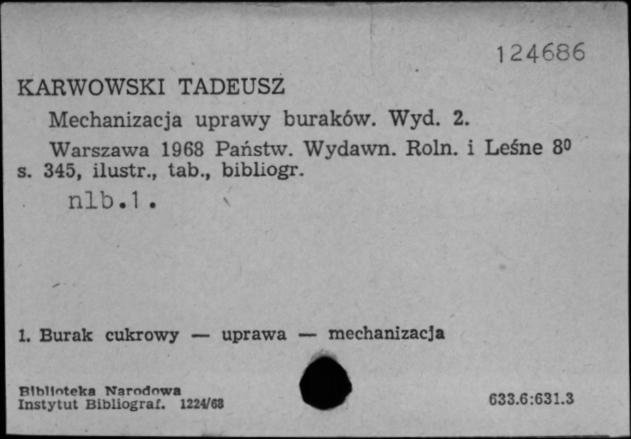 124686
KARWOWSKI TADEUSZ
Mechanizacja uprawy buraków. Wyd. 2.
Warszawa 1968 Państw. Wydawn. Roln. i Leśne 8⁰
s. 345, ilustr., tab., bibliogr.
nlb.1.
1. Burak cukrowy — uprawa — mechanizacja
Biblioteka Narodowa
Instytut Bibliograf. 1224/68
633.6:631.3